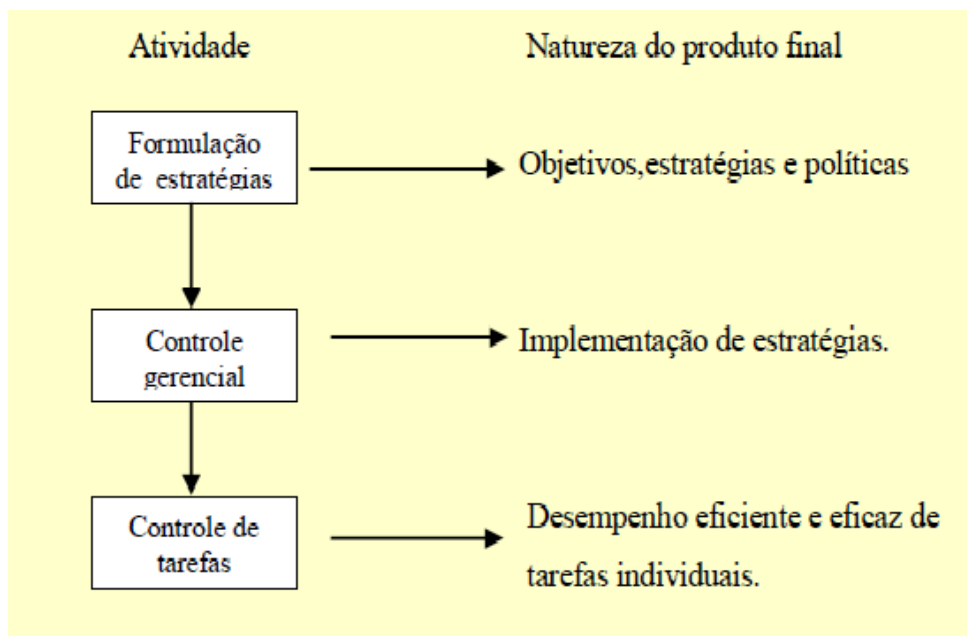 Atividade
Natureza do produto final
Formulação
de estratégias
Objetivos,estratégias e políticas
Controle
gerencial
Implementação de estratégias.
Controle de
tarefas
Desempenho eficiente e eficaz de
tarefas individuais.